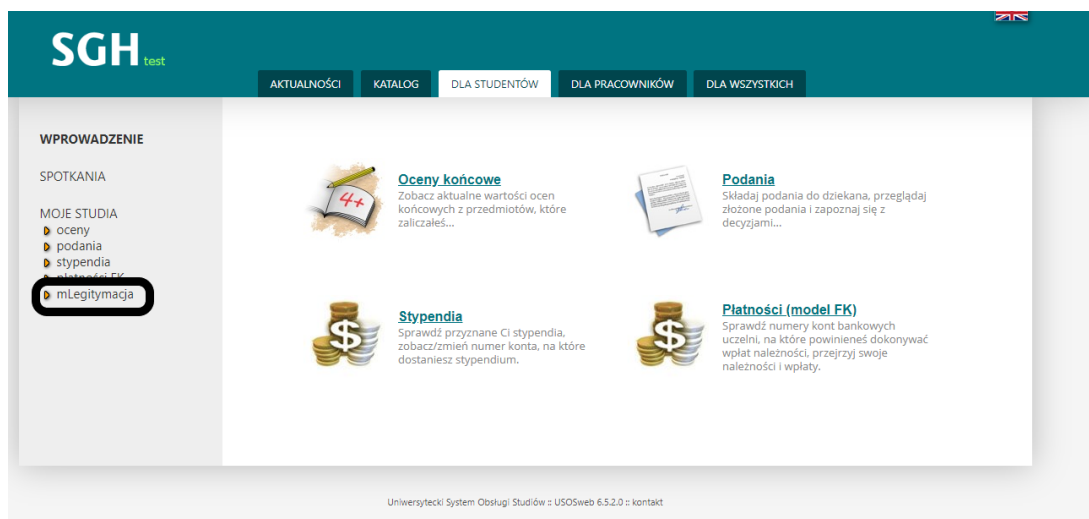 SGH test
AKTUALNOŚCI KATALOG DLA STUDENTÓW DLA PRACOWNIKÓW DLA WSZYSTKICH
WPROWADZENIE
SPOTKANIA
MOJE STUDIA
oceny
podania
stypendia
płatności FK
mLegitymacja
4+
Oceny końcowe
Zobacz aktualne wartości ocen
końcowych z przedmiotów, które
zaliczałeś...
Podania
Składaj podania do dziekana, przeglądaj
złożone podania i zapoznaj się z
decyzjami...
$
Stypendia
Sprawdź przyznane Ci stypendia,
zobacz/zmień numer konta, na które
dostaniesz stypendium.
$
Płatności (model FK)
Sprawdź numery kont bankowych
uczelni, na które powinieneś dokonywać
wpłat należności, przejrzyj swoje
należności i wpłaty.
Uniwersytecki System Obsługi Studiów :: USOSweb 6.5.2.0 :: kontakt